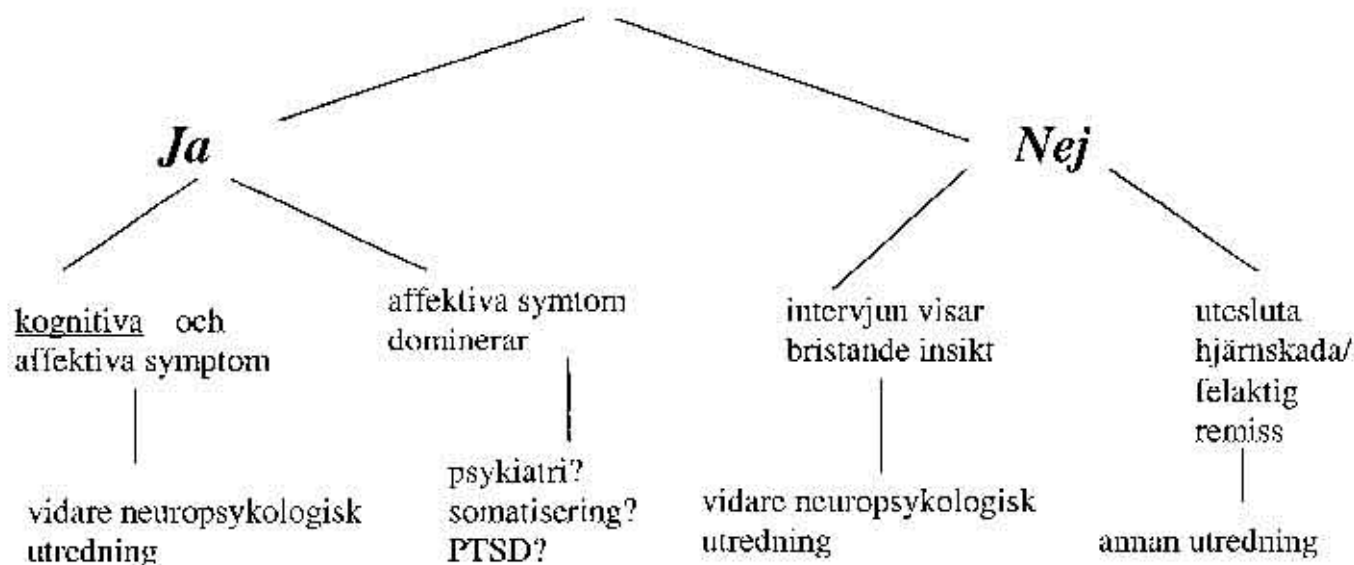 Ja
Nej
kognitiva och
affektiva symptom
affektiva symtom
dominerar
intervjun visar
bristande insikt
utesluta
hjärnskada/
felaktig
remiss
vidare neuropsykologisk
utredning
psykiatri?
somatisering?
PTSD?
vidare neuropsykologisk
utredning
annan utredning